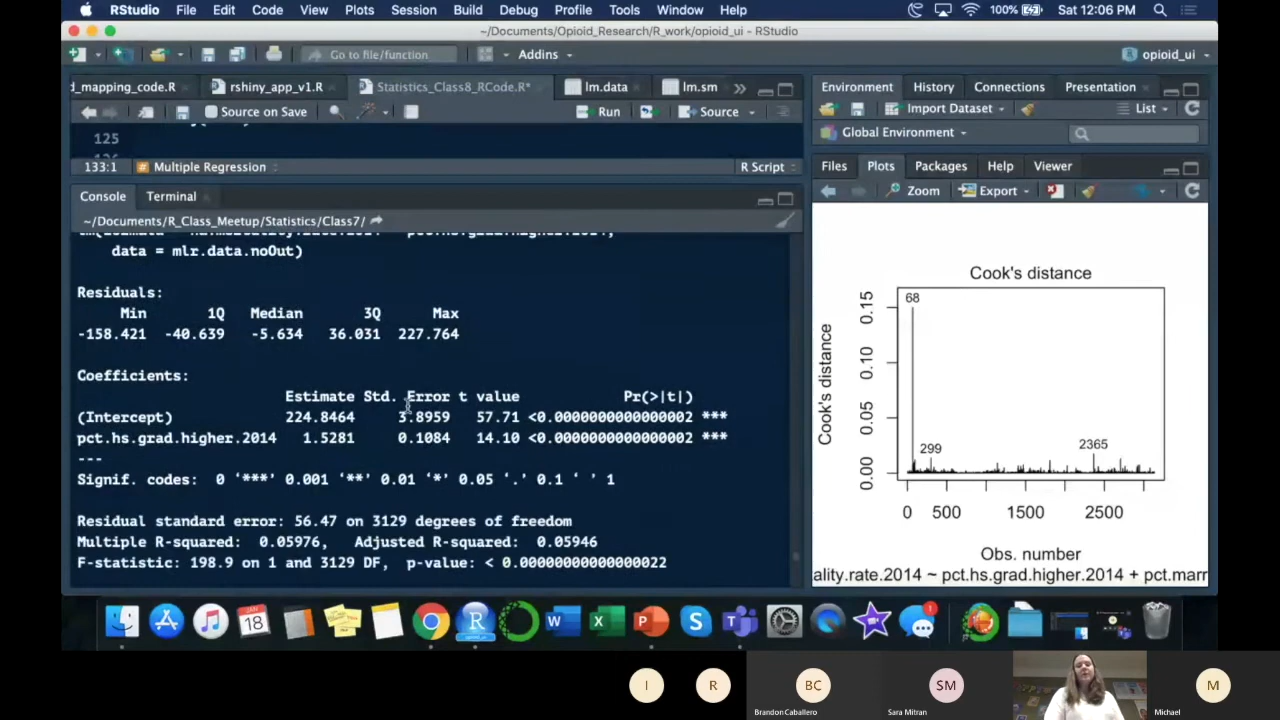 RStudio File Edit Code View Plots Session Build Debug Profile Tools Window Help 100% Sat 12:06 PM
~/Documents/Opioid_Research/R_work/opioid_ui - RStudio
Go to file/function Addins opioid_ui
d_mapping_code.R rshiny_app_v1.R Statistics_Class8_RCode.R* lm.data lm.sm
Source on Save Run Source
125
133:1 Multiple Regression R Script
Console Terminal
~/Documents/R_Class_Meetup/Statistics/Class7/
data = mlr.data.noOut)
Residuals:
Min 1Q Median 3Q Max
-158.421 -40.639 -5.634 36.031 227.764
Coefficients:
Estimate Std. Error t value Pr(>|t|)
(Intercept) 224.8464 3.8959 57.71 <0.0000000000000002 ***
pct.hs.grad.higher.2014 1.5281 0.1084 14.10 <0.0000000000000002 ***
---
Signif. codes: 0 ‘***’ 0.001 ‘**’ 0.01 ‘*’ 0.05 ‘.’ 0.1 ‘ ’ 1
Residual standard error: 56.47 on 3129 degrees of freedom
Multiple R-squared: 0.05976, Adjusted R-squared: 0.05946
F-statistic: 198.9 on 1 and 3129 DF, p-value: < 0.00000000000000022
Environment History Connections Presentation
Import Dataset List
Global Environment
Files Plots Packages Help Viewer
Zoom Export
Cook's distance
Cook's distance
0.15
0.05
0.00
68
299
2365
0 500 1500 2500
Obs. number
ality.rate.2014 ~ pct.hs.grad.higher.2014 + pct.marr
JAN
18
R
opioid_ui
W
X
P
S
T
1
I
R
BC
Brandon Caballero
SM
Sara Mitran
M
Michael